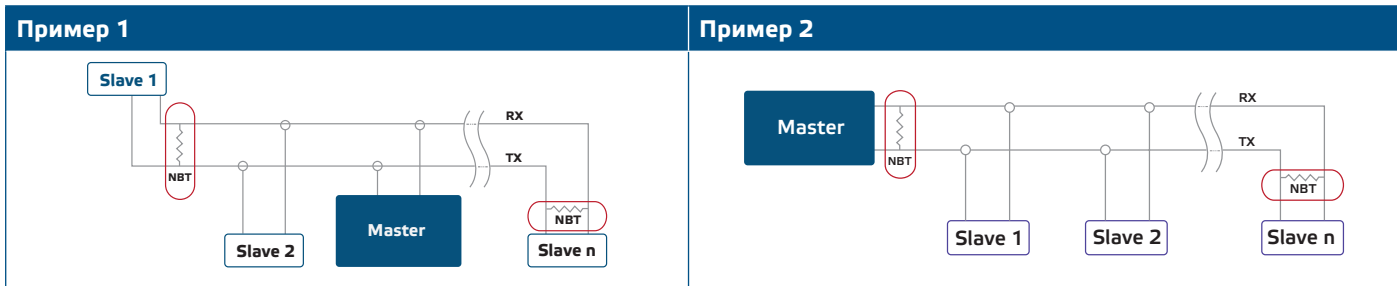 Пример 1
Slave 1
RX
TX
NBT
NBT
Master
Slave 2
Slave n
Пример 2
Master
RX
TX
NBT
NBT
Slave 1
Slave 2
Slave n